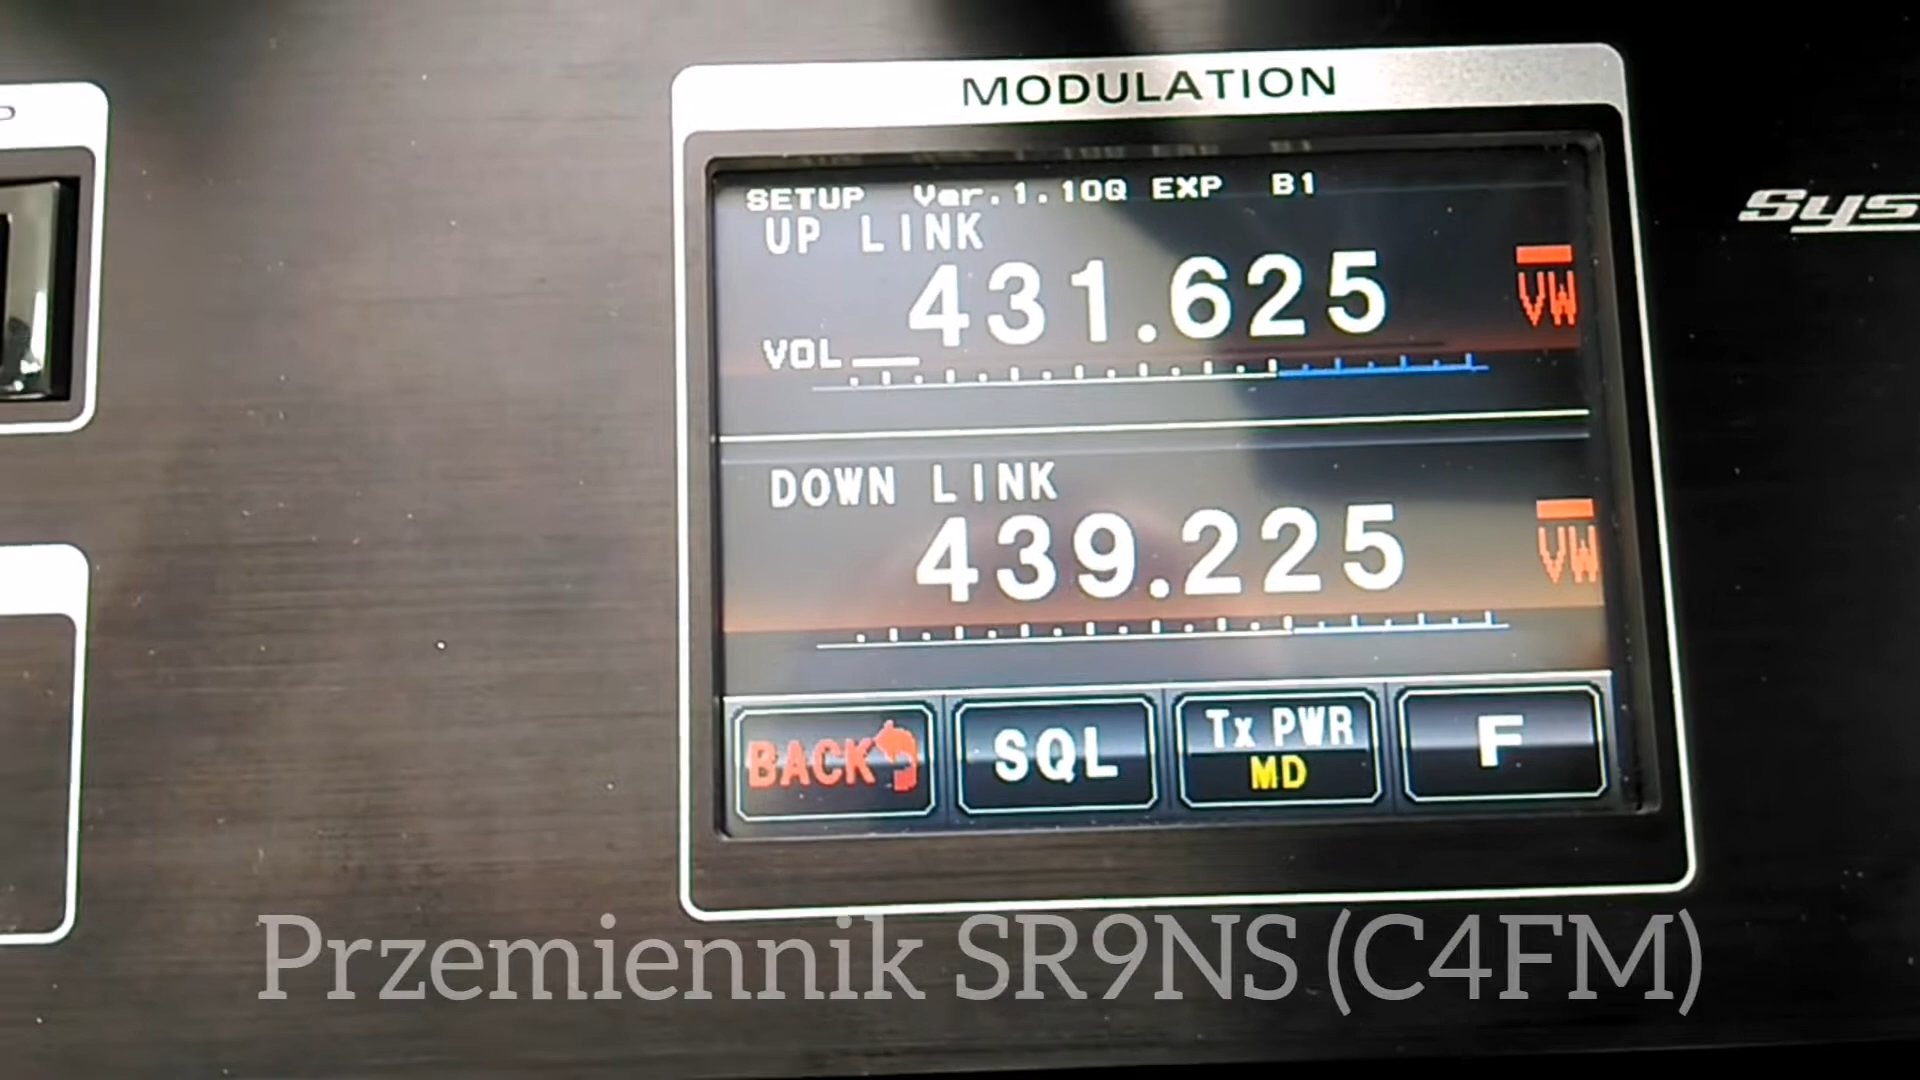 MODULATION
SETUP Ver.1.10Q EXP B1
UP LINK
431.625
VW
VOL
DOWN LINK
439.225
VW
BACK
SQL
Tx PWR
MD
F
Przemiennik SR9NS (C4FM)